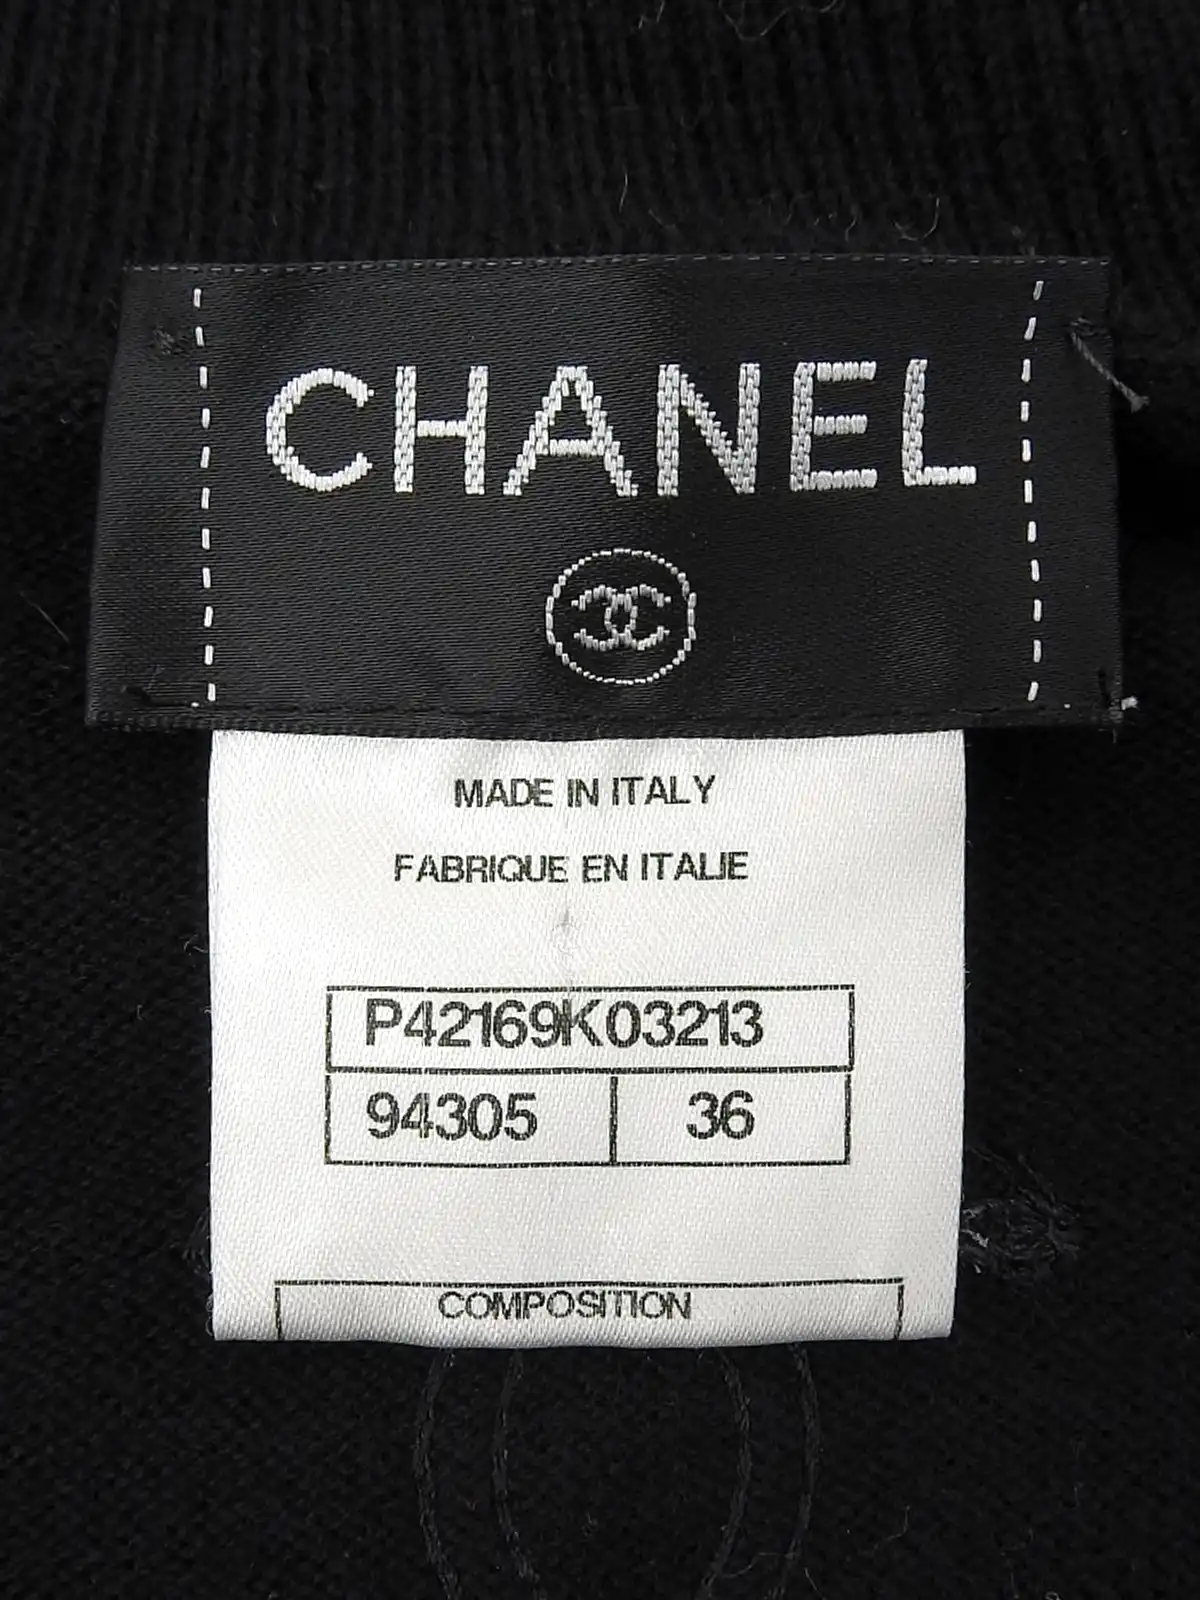 CHANEL
MADE IN ITALY
FABRIQUE EN ITALIE
P42169K03213
94305 36
COMPOSITION